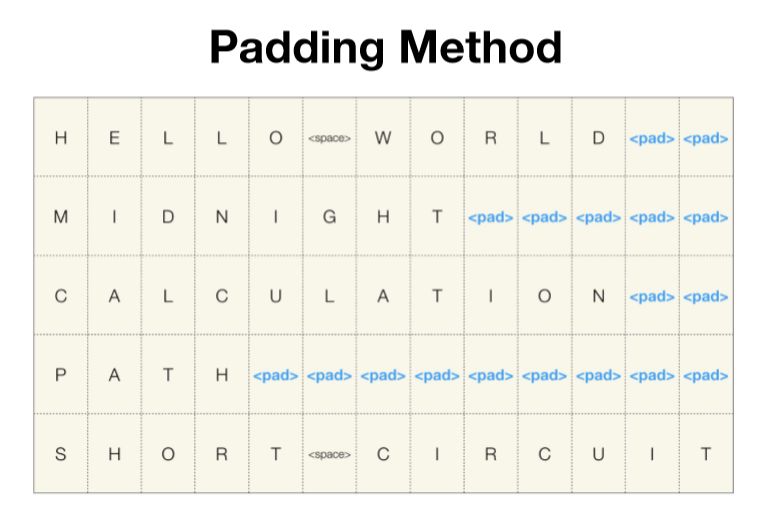 Padding Method
H E L L O <space> W O R L D <pad> <pad>
M I D N I G H T <pad> <pad> <pad> <pad> <pad>
C A L C U L A T I O N <pad> <pad>
P A T H <pad> <pad> <pad> <pad> <pad> <pad> <pad> <pad> <pad>
S H O R T <space> C I R C U I T